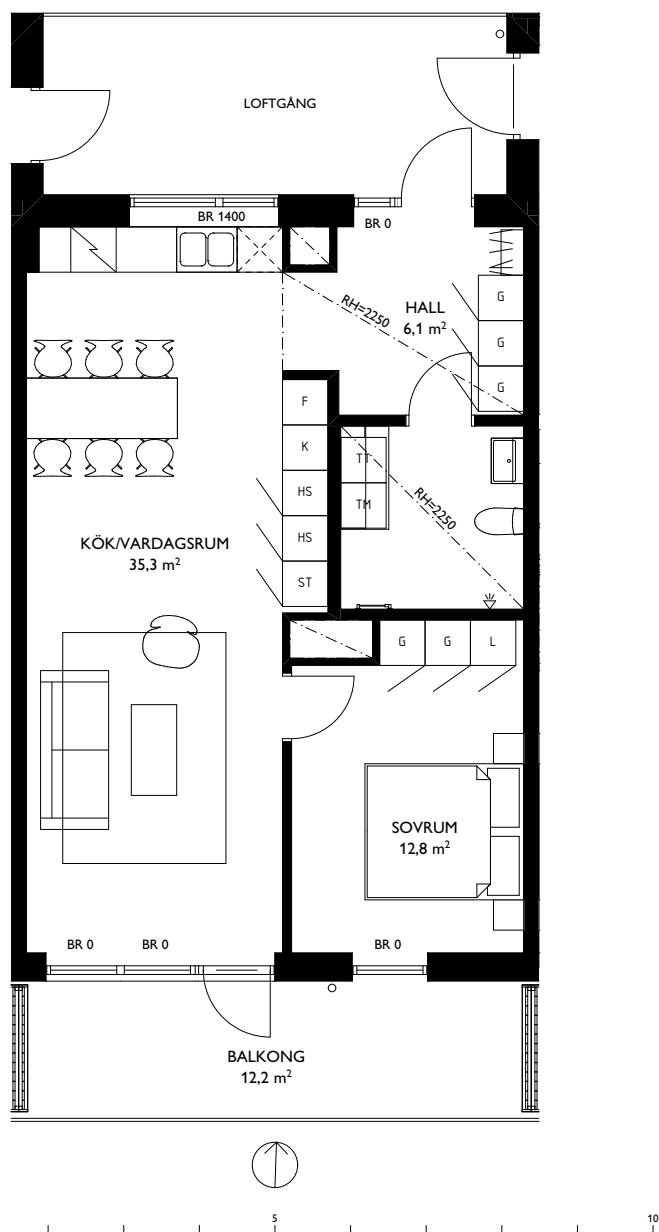 LOFTGÅNG
BR 1400
BR 0
RH=2250
HALL
6,1 m²
G
G
G
F
K
HS
HS
ST
TT
TM
RH=2250
KÖK/VARDAGSRUM
35,3 m²
G G L
SOVRUM
12,8 m²
BR 0 BR 0 BR 0
BALKONG
12,2 m²
5 10